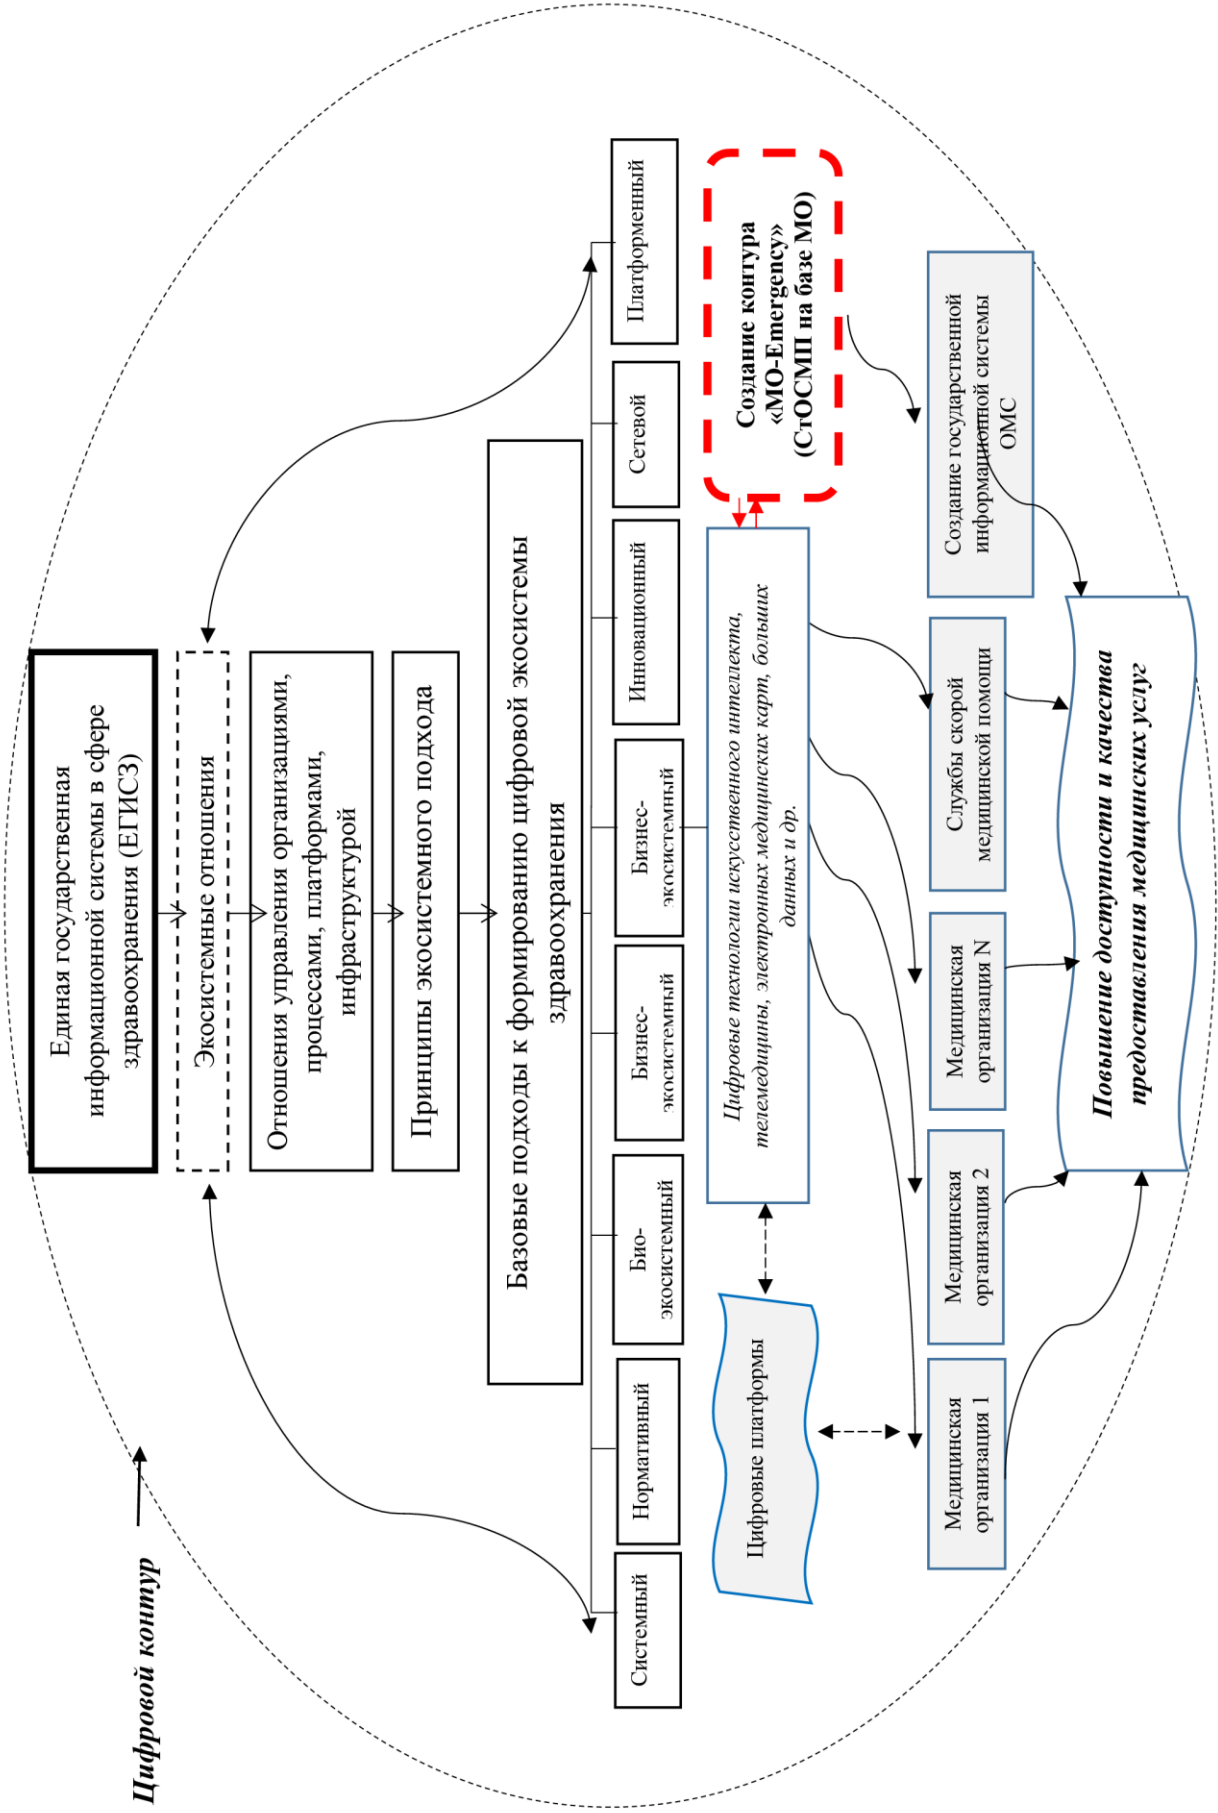 Цифровой контур
Единая государственная
информационной системы в сфере
здравоохранения (ЕГИСЗ)
Экосистемные отношения
Отношения управления организациями,
процессами, платформами,
инфраструктурой
Принципы экосистемного подхода
Базовые подходы к формированию цифровой экосистемы
здравоохранения
Системный
Нормативный
Био-
экосистемный
Бизнес-
экосистемный
Бизнес-
экосистемный
Инновационный
Сетевой
Платформенный
Цифровые платформы
Цифровые технологии искусственного интеллекта,
телемедицины, электронных медицинских карт, больших
данных и др.
Создание контура
«МО-Emergency»
(СтОСМП на базе МО)
Медицинская
организация 1
Медицинская
организация 2
Медицинская
организация N
Службы скорой
медицинской помощи
Создание государственной
информационной системы
ОМС
Повышение доступности и качества
предоставления медицинских услуг